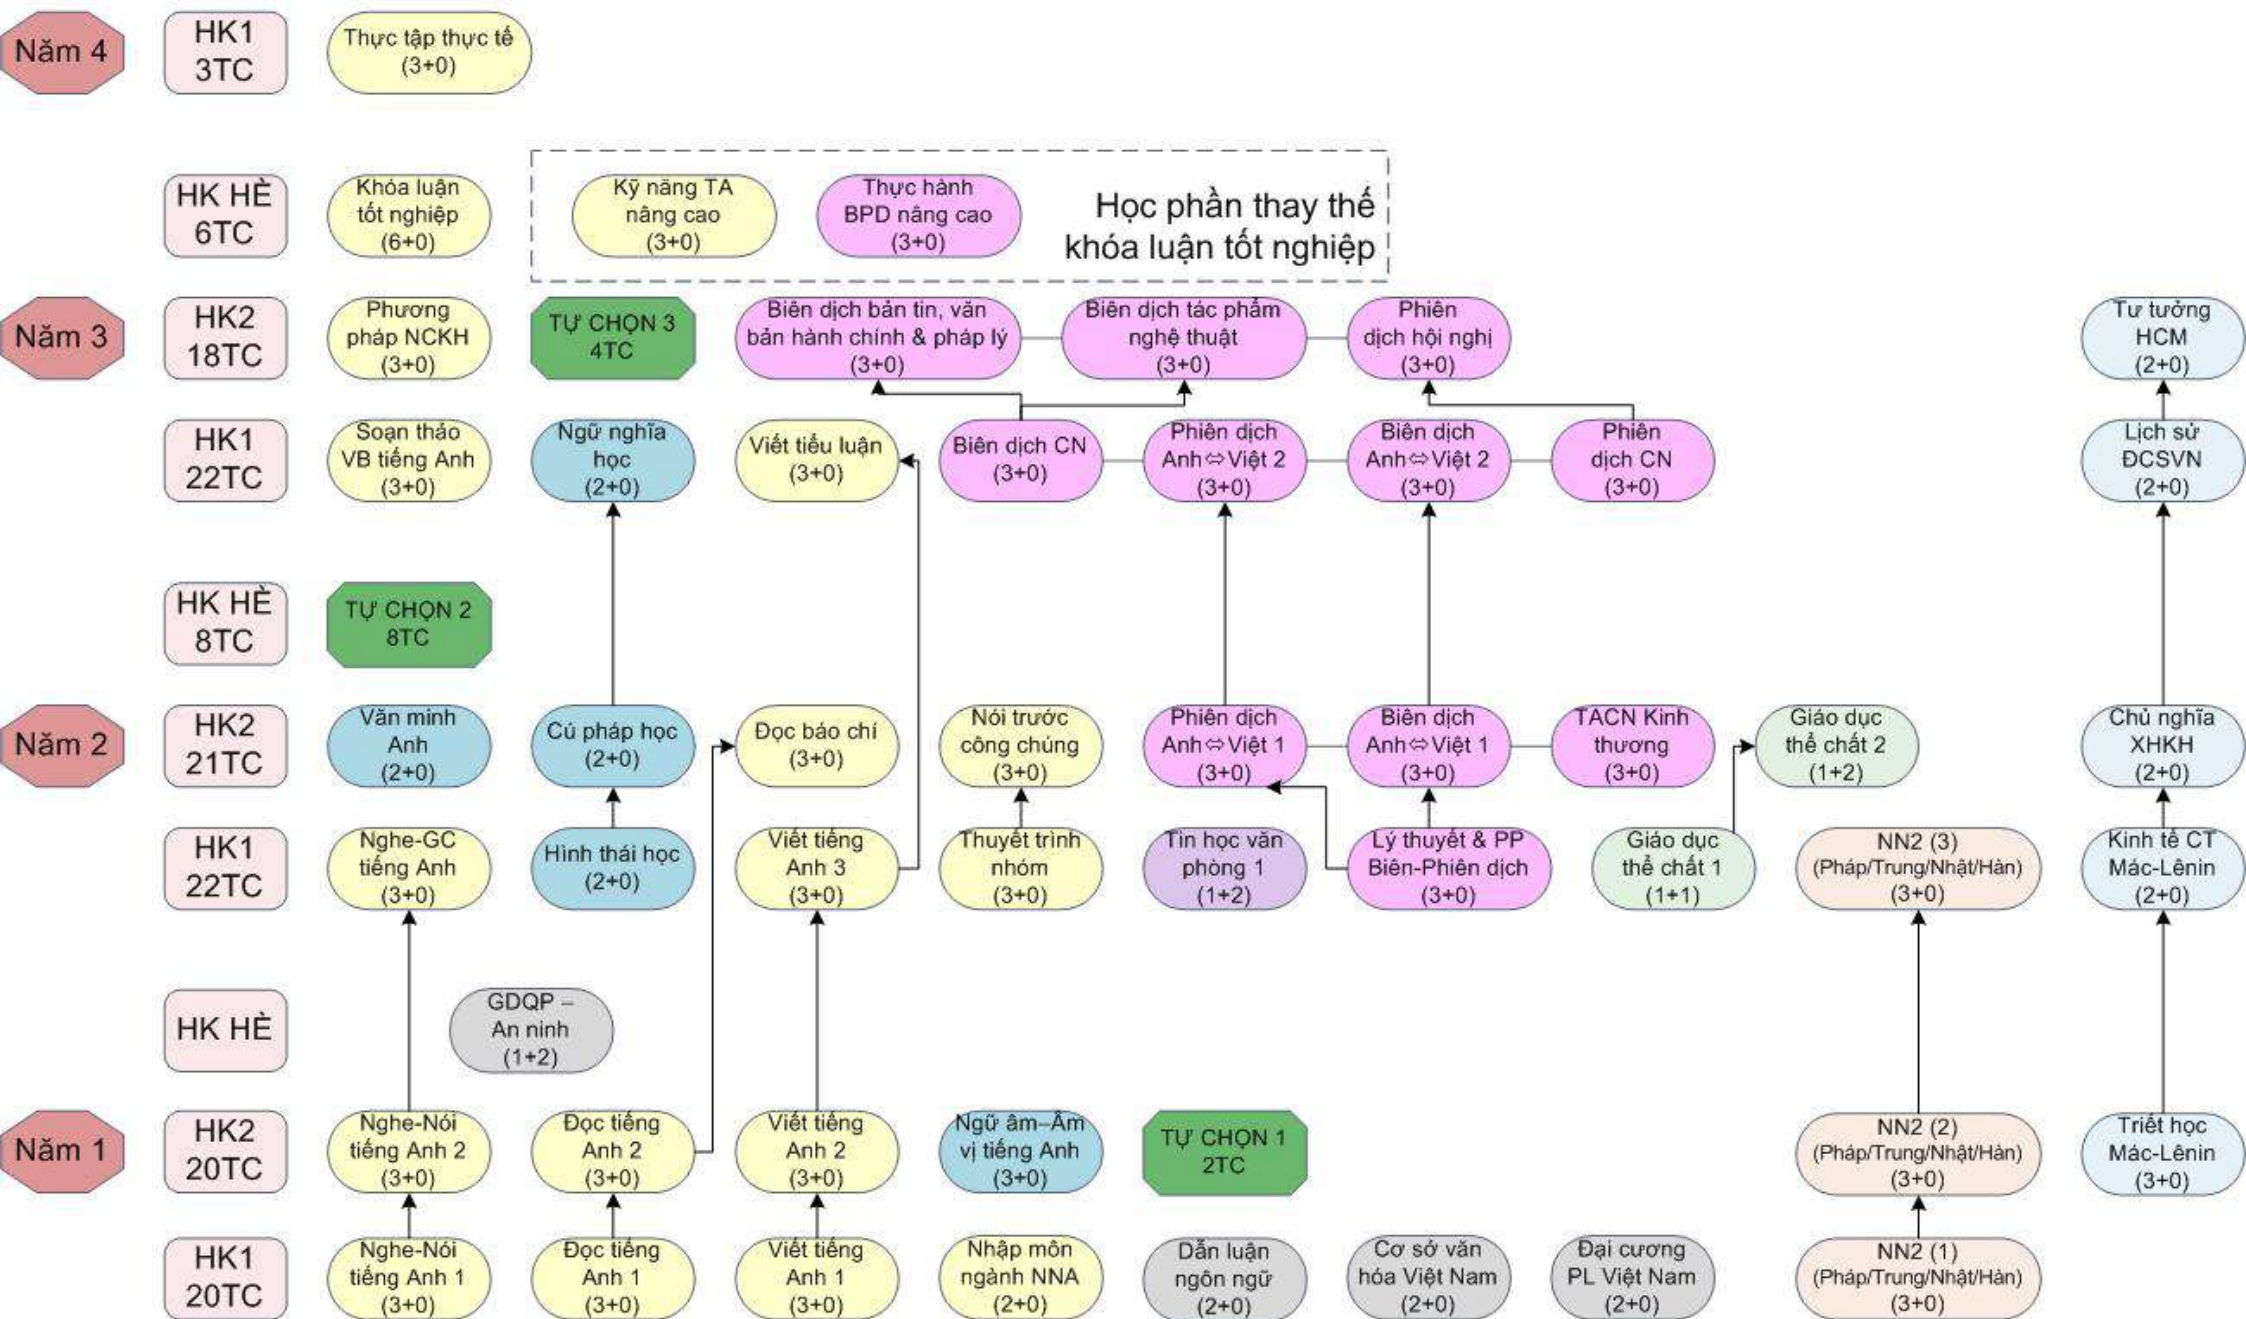 Năm 4
HK1
3TC
Thực tập thực tế
(3+0)
HK HÈ
6TC
Khóa luận
tốt nghiệp
(6+0)
Kỹ năng TA
nâng cao
(3+0)
Thực hành
BPD nâng cao
(3+0)
Học phần thay thế
khóa luận tốt nghiệp
Năm 3
HK2
18TC
Phương
pháp NCKH
(3+0)
TỰ CHỌN 3
4TC
Biên dịch bản tin, văn
bản hành chính & pháp lý
(3+0)
Biên dịch tác phẩm
nghệ thuật
(3+0)
Phiên
dịch hội nghị
(3+0)
Tư tưởng
HCM
(2+0)
HK1
22TC
Soạn thảo
VB tiếng Anh
(3+0)
Ngữ nghĩa
học
(2+0)
Viết tiểu luận
(3+0)
Biên dịch CN
(3+0)
Phiên dịch
Anh⇔Việt 2
(3+0)
Biên dịch
Anh⇔Việt 2
(3+0)
Phiên
dịch CN
(3+0)
Lịch sử
ĐCSVN
(2+0)
HK HÈ
8TC
TỰ CHỌN 2
8TC
Năm 2
HK2
21TC
Văn minh
Anh
(2+0)
Cú pháp học
(2+0)
Đọc báo chí
(3+0)
Nói trước
công chúng
(3+0)
Phiên dịch
Anh⇔Việt 1
(3+0)
Biên dịch
Anh⇔Việt 1
(3+0)
TACN Kinh
thương
(3+0)
Giáo dục
thể chất 2
(1+2)
Chủ nghĩa
XHKH
(2+0)
HK1
22TC
Nghe-GC
tiếng Anh
(3+0)
Hình thái học
(2+0)
Viết tiếng
Anh 3
(3+0)
Thuyết trình
nhóm
(3+0)
Tin học văn
phòng 1
(1+2)
Lý thuyết & PP
Biên-Phiên dịch
(3+0)
Giáo dục
thể chất 1
(1+1)
NN2 (3)
(Pháp/Trung/Nhật/Hàn)
(3+0)
Kinh tế CT
Mác-Lênin
(2+0)
HK HÈ
GDQP –
An ninh
(1+2)
Năm 1
HK2
20TC
Nghe-Nói
tiếng Anh 2
(3+0)
Đọc tiếng
Anh 2
(3+0)
Viết tiếng
Anh 2
(3+0)
Ngữ âm–Âm
vị tiếng Anh
(3+0)
TỰ CHỌN 1
2TC
NN2 (2)
(Pháp/Trung/Nhật/Hàn)
(3+0)
Triết học
Mác-Lênin
(3+0)
HK1
20TC
Nghe-Nói
tiếng Anh 1
(3+0)
Đọc tiếng
Anh 1
(3+0)
Viết tiếng
Anh 1
(3+0)
Nhập môn
ngành NNA
(2+0)
Dẫn luận
ngôn ngữ
(2+0)
Cơ sở văn
hóa Việt Nam
(2+0)
Đại cương
PL Việt Nam
(2+0)
NN2 (1)
(Pháp/Trung/Nhật/Hàn)
(3+0)